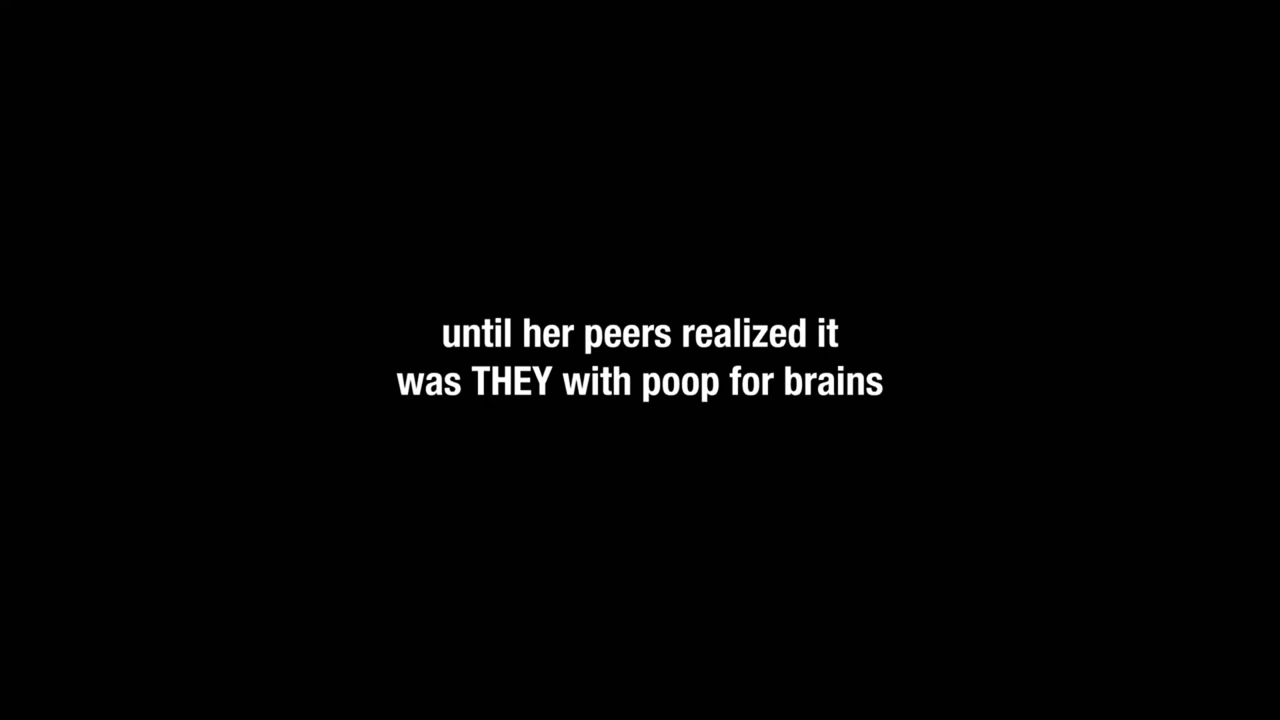 until her peers realized it
was THEY with poop for brains